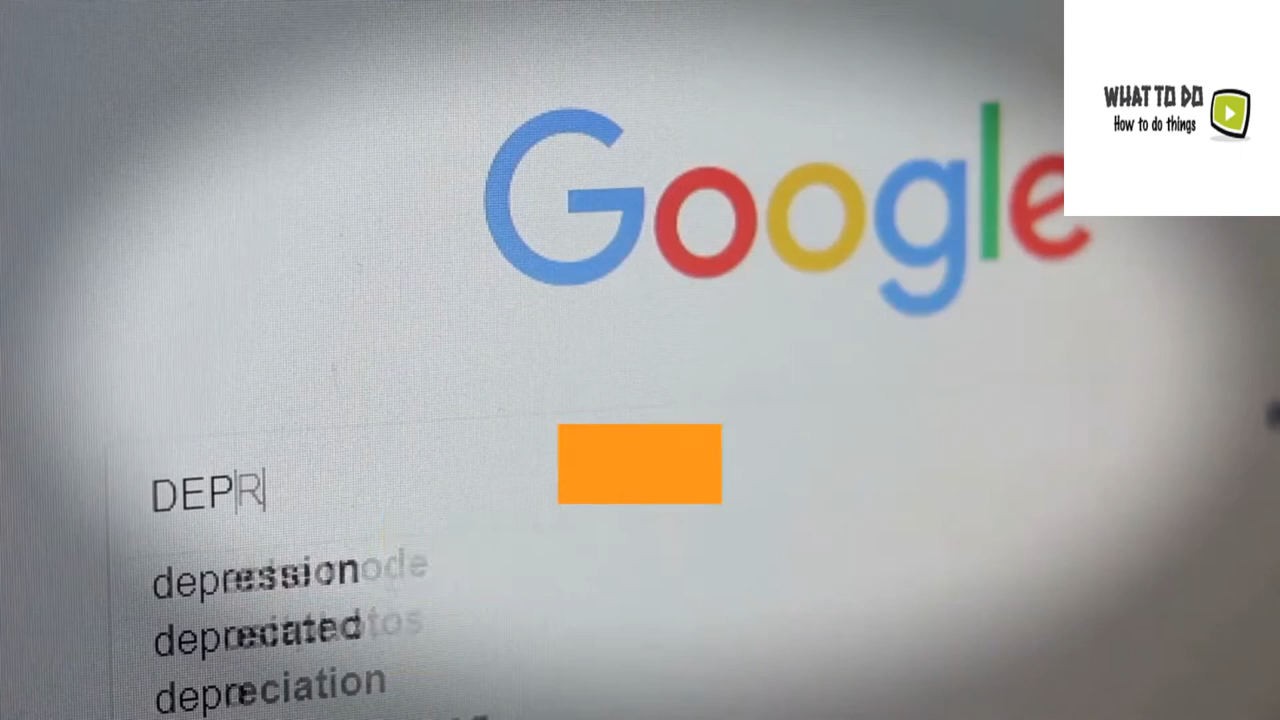 Google
WHAT TO DO
How to do things
DEPR
depression
deprecated
depreciation